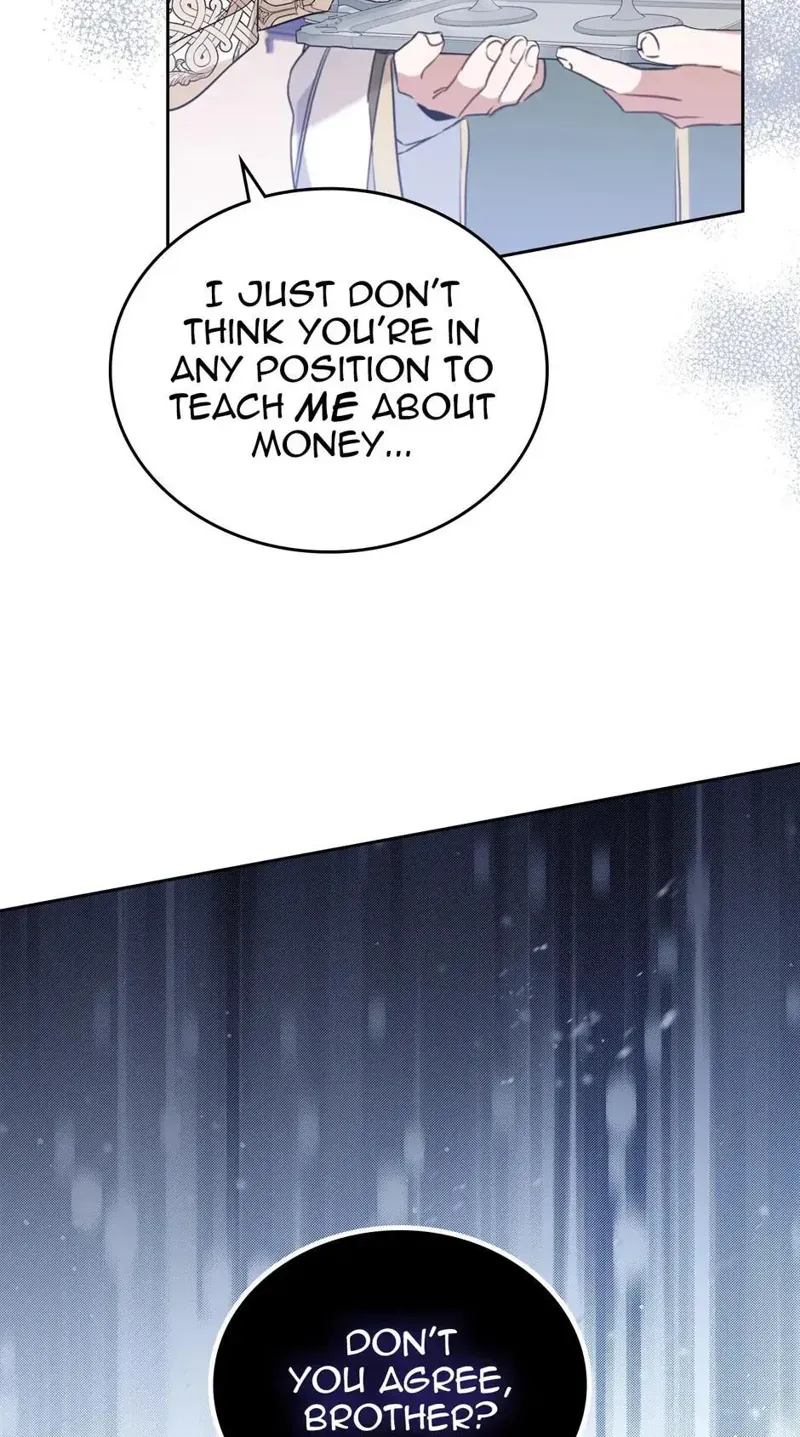 I JUST DON'T
THINK YOU'RE IN
ANY POSITION TO
TEACH ME ABOUT
MONEY...
DON'T
YOU AGREE,
BROTHER?